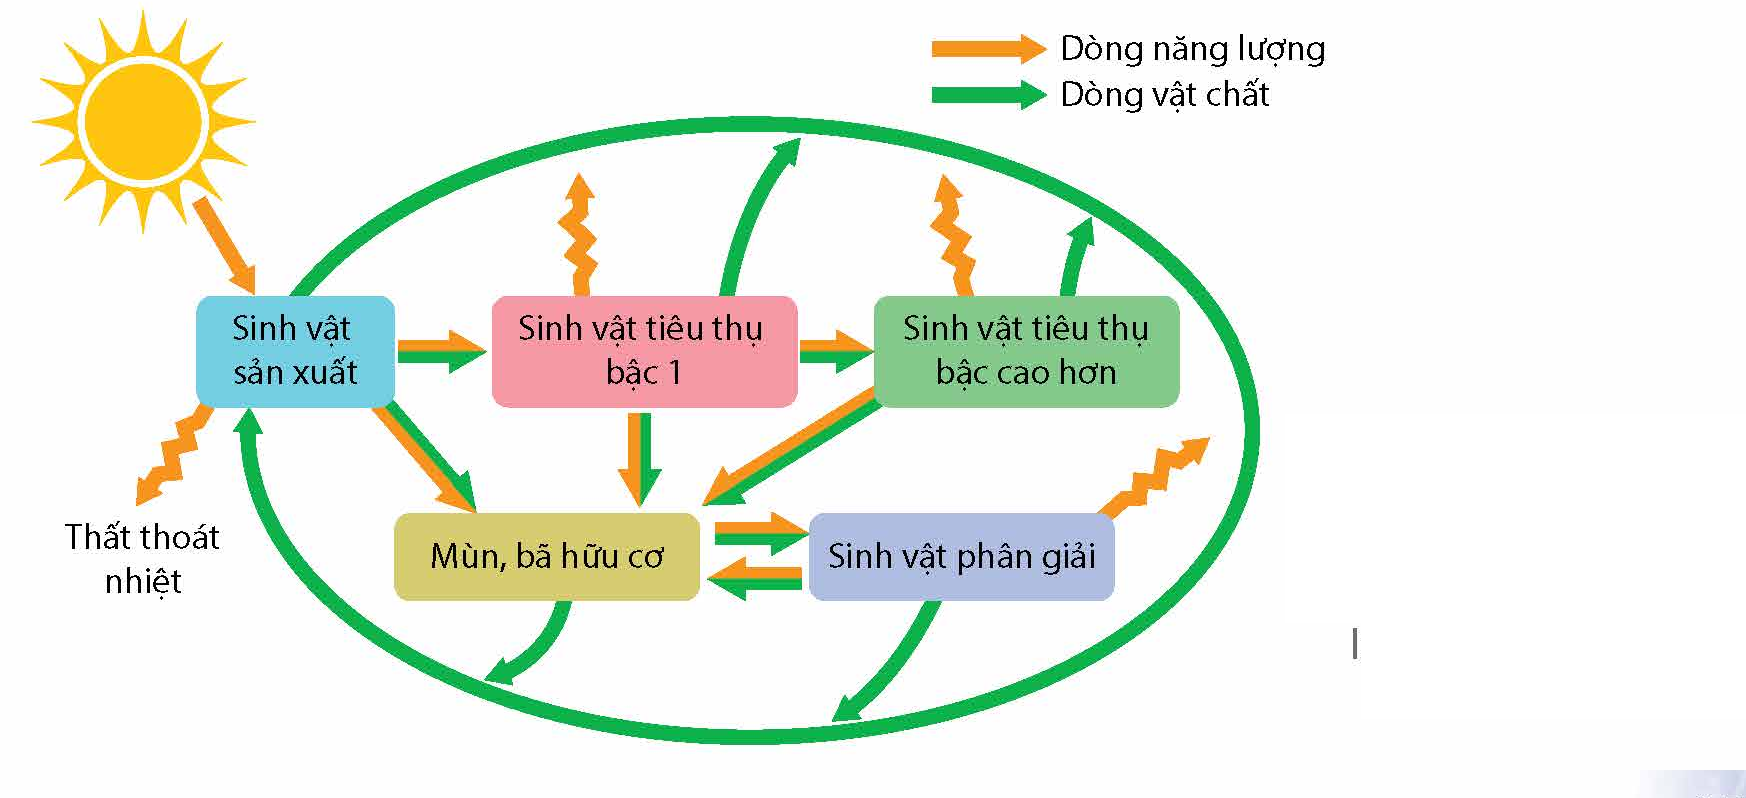 Dòng năng lượng
Dòng vật chất
Sinh vật
sản xuất
Sinh vật tiêu thụ
bậc 1
Sinh vật tiêu thụ
bậc cao hơn
Thất thoát
nhiệt
Mùn, bã hữu cơ
Sinh vật phân giải